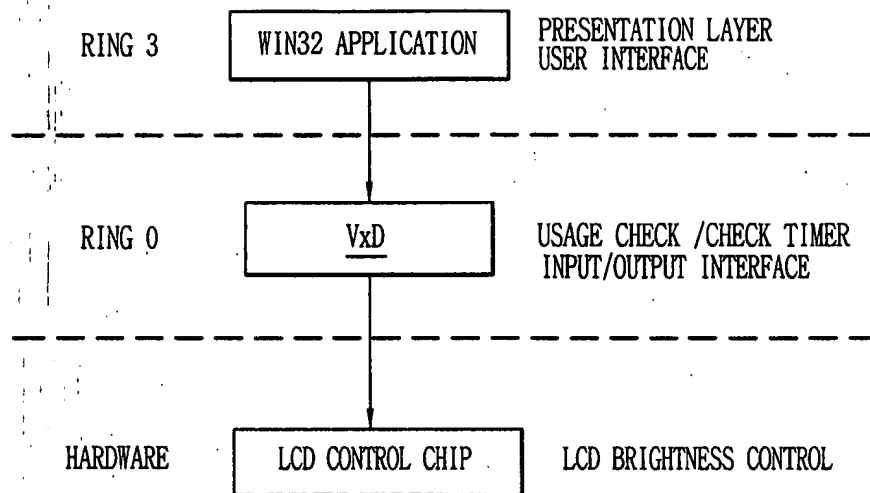 RING 3
WIN32 APPLICATION
PRESENTATION LAYER
USER INTERFACE
RING 0
VxD
USAGE CHECK /CHECK TIMER
INPUT/OUTPUT INTERFACE
HARDWARE
LCD CONTROL CHIP
LCD BRIGHTNESS CONTROL